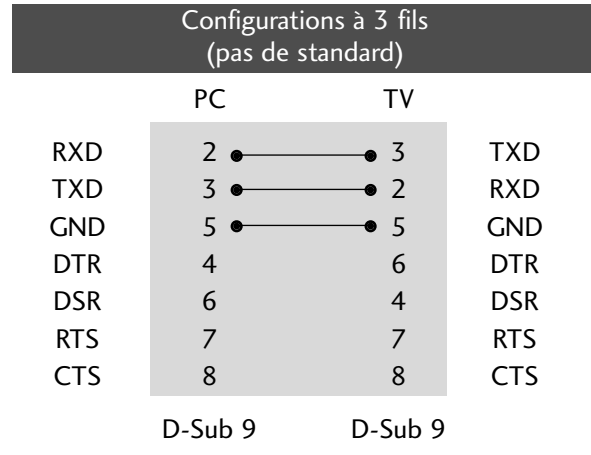 Configurations à 3 fils
(pas de standard)
PC TV
RXD 2 3 TXD
TXD 3 2 RXD
GND 5 5 GND
DTR 4 6 DTR
DSR 6 4 DSR
RTS 7 7 RTS
CTS 8 8 CTS
D-Sub 9 D-Sub 9